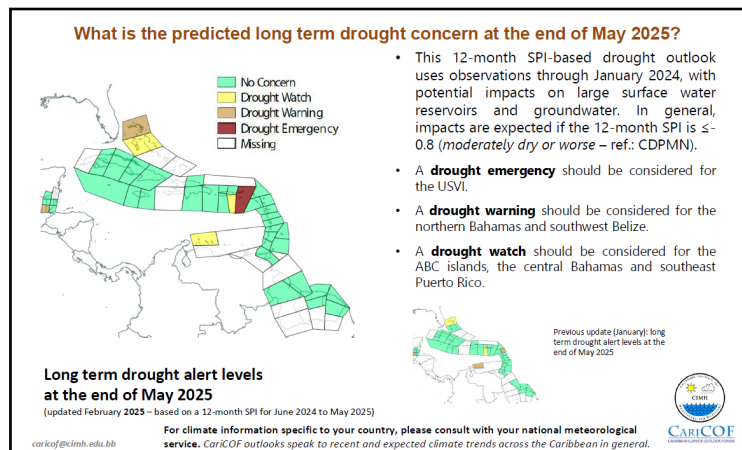 What is the predicted long term drought concern at the end of May 2025?
No Concern
Drought Watch
Drought Warning
Drought Emergency
Missing
• This 12-month SPI-based drought outlook
uses observations through January 2024, with
potential impacts on large surface water
reservoirs and groundwater. In general,
impacts are expected if the 12-month SPI is ≤-
0.8 (moderately dry or worse – ref.: CDPMN).
• A drought emergency should be considered for
the USVI.
• A drought warning should be considered for the
northern Bahamas and southwest Belize.
• A drought watch should be considered for the
ABC islands, the central Bahamas and southeast
Puerto Rico.
Previous update (January): long
term drought alert levels at the
end of May 2025
Long term drought alert levels
at the end of May 2025
(updated February 2025 – based on a 12-month SPI for June 2024 to May 2025)
For climate information specific to your country, please consult with your national meteorological
service. CariCOF outlooks speak to recent and expected climate trends across the Caribbean in general.
caricof@cimh.edu.bb
CIMH
CARICOF
CARIBBEAN CLIMATE OUTLOOK FORUM